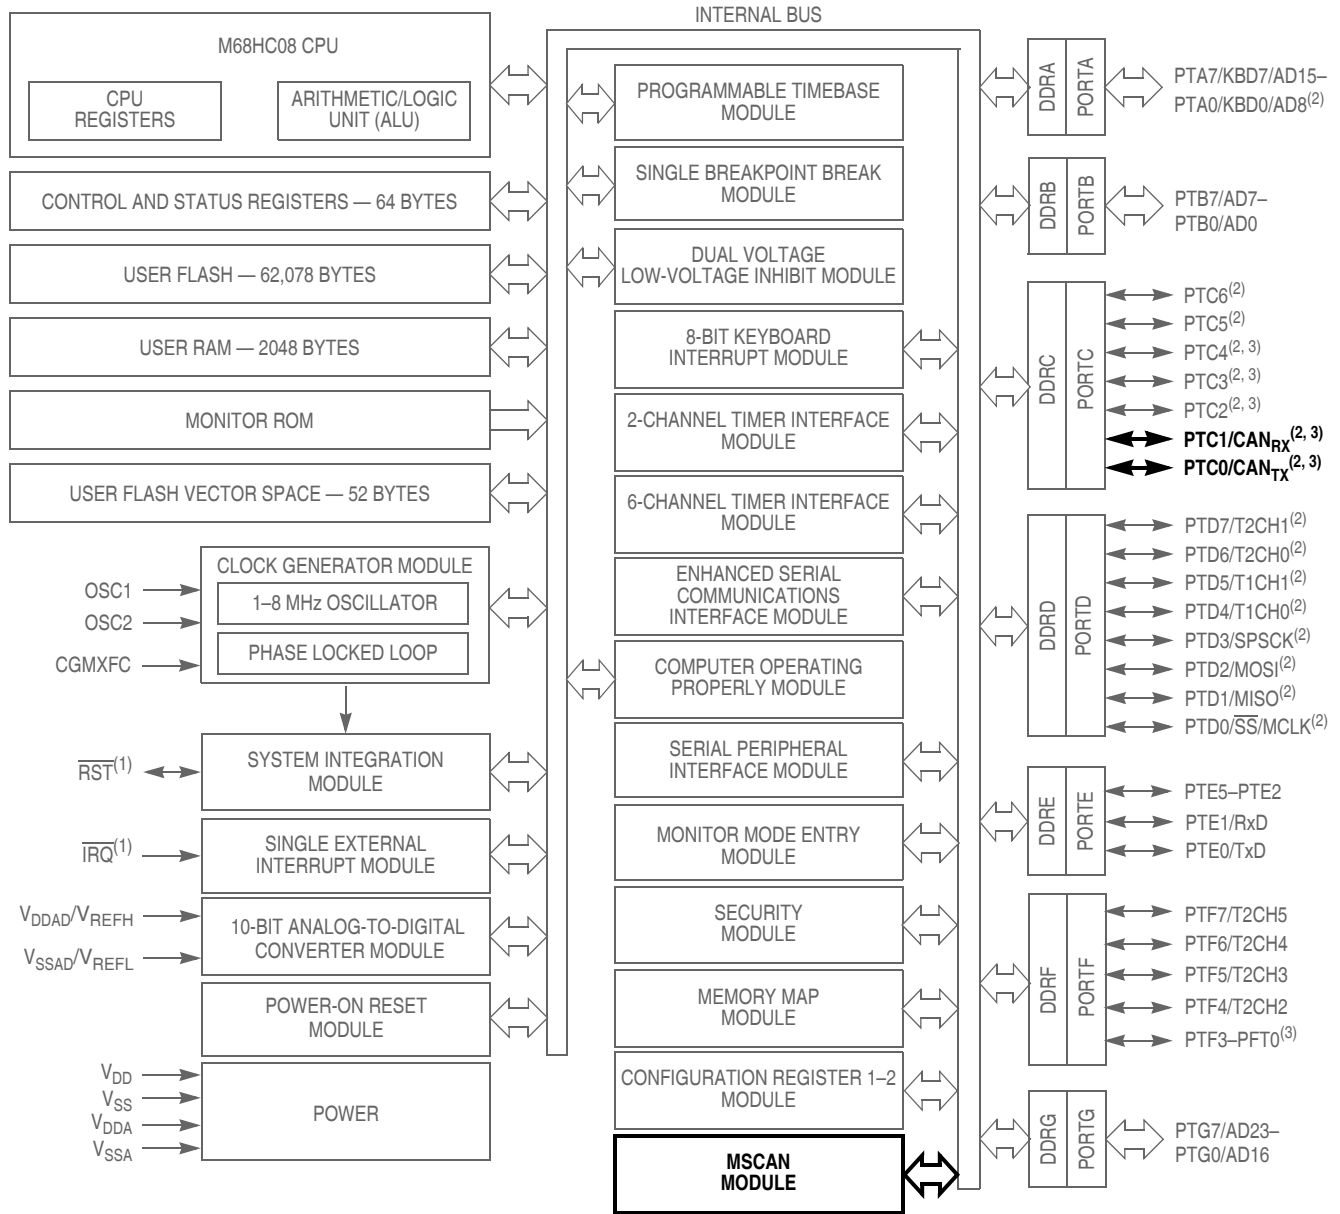 INTERNAL BUS
M68HC08 CPU
CPU
REGISTERS
ARITHMETIC/LOGIC
UNIT (ALU)
CONTROL AND STATUS REGISTERS — 64 BYTES
USER FLASH — 62,078 BYTES
USER RAM — 2048 BYTES
MONITOR ROM
USER FLASH VECTOR SPACE — 52 BYTES
CLOCK GENERATOR MODULE
1–8 MHz OSCILLATOR
PHASE LOCKED LOOP
OSC1
OSC2
CGMXFC
SYSTEM INTEGRATION
MODULE
RST(1)
SINGLE EXTERNAL
INTERRUPT MODULE
IRQ(1)
10-BIT ANALOG-TO-DIGITAL
CONVERTER MODULE
VDDAD/VREFH
VSSAD/VREFL
POWER-ON RESET
MODULE
POWER
VDD
VSS
VDDA
VSSA
PROGRAMMABLE TIMEBASE
MODULE
SINGLE BREAKPOINT BREAK
MODULE
DUAL VOLTAGE
LOW-VOLTAGE INHIBIT MODULE
8-BIT KEYBOARD
INTERRUPT MODULE
2-CHANNEL TIMER INTERFACE
MODULE
6-CHANNEL TIMER INTERFACE
MODULE
ENHANCED SERIAL
COMMUNICATIONS
INTERFACE MODULE
COMPUTER OPERATING
PROPERLY MODULE
SERIAL PERIPHERAL
INTERFACE MODULE
MONITOR MODE ENTRY
MODULE
SECURITY
MODULE
MEMORY MAP
MODULE
CONFIGURATION REGISTER 1–2
MODULE
MSCAN
MODULE
DDRA
PORTA
PTA7/KBD7/AD15–
PTA0/KBD0/AD8(2)
DDRB
PORTB
PTB7/AD7–
PTB0/AD0
DDRC
PORTC
PTC6(2)
PTC5(2)
PTC4(2, 3)
PTC3(2, 3)
PTC2(2, 3)
PTC1/CANRX(2, 3)
PTC0/CANTX(2, 3)
DDRD
PORTD
PTD7/T2CH1(2)
PTD6/T2CH0(2)
PTD5/T1CH1(2)
PTD4/T1CH0(2)
PTD3/SPSCK(2)
PTD2/MOSI(2)
PTD1/MISO(2)
PTD0/SS/MCLK(2)
DDRE
PORTE
PTE5–PTE2
PTE1/RxD
PTE0/TxD
DDRF
PORTF
PTF7/T2CH5
PTF6/T2CH4
PTF5/T2CH3
PTF4/T2CH2
PTF3–PFT0(3)
DDRG
PORTG
PTG7/AD23–
PTG0/AD16